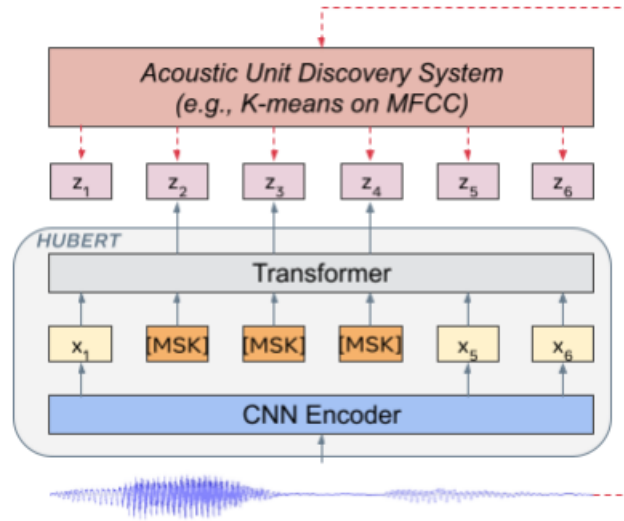 Acoustic Unit Discovery System
(e.g., K-means on MFCC)
z1 z2 z3 z4 z5 z6
HUBERT
Transformer
x1 [MSK] [MSK] [MSK] x5 x6
CNN Encoder